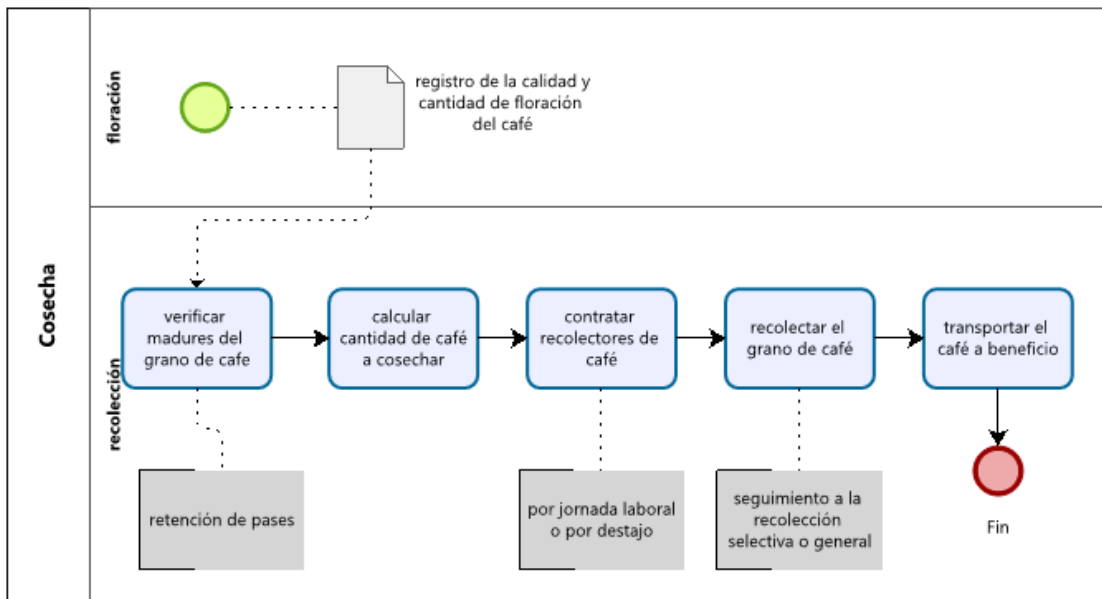 Cosecha
floración
registro de la calidad y
cantidad de floración
del café
recolección
verificar
madures del
grano de cafe
calcular
cantidad de café
a cosechar
contratar
recolectores de
café
recolectar el
grano de café
transportar el
café a beneficio
retención de pases
por jornada laboral
o por destajo
seguimiento a la
recolección
selectiva o general
Fin